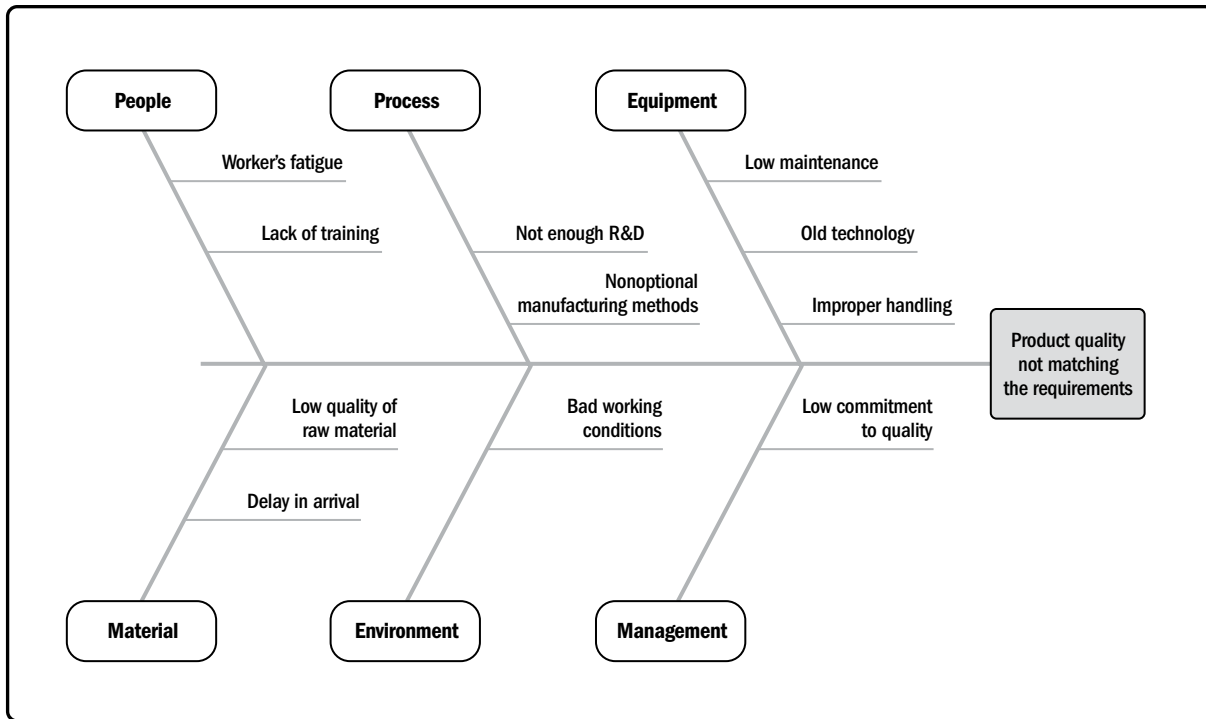 People
Process
Equipment
Worker's fatigue
Low maintenance
Lack of training
Not enough R&D
Old technology
Nonoptional
manufacturing methods
Improper handling
Product quality
not matching
the requirements
Low quality of
raw material
Bad working
conditions
Low commitment
to quality
Delay in arrival
Material
Environment
Management